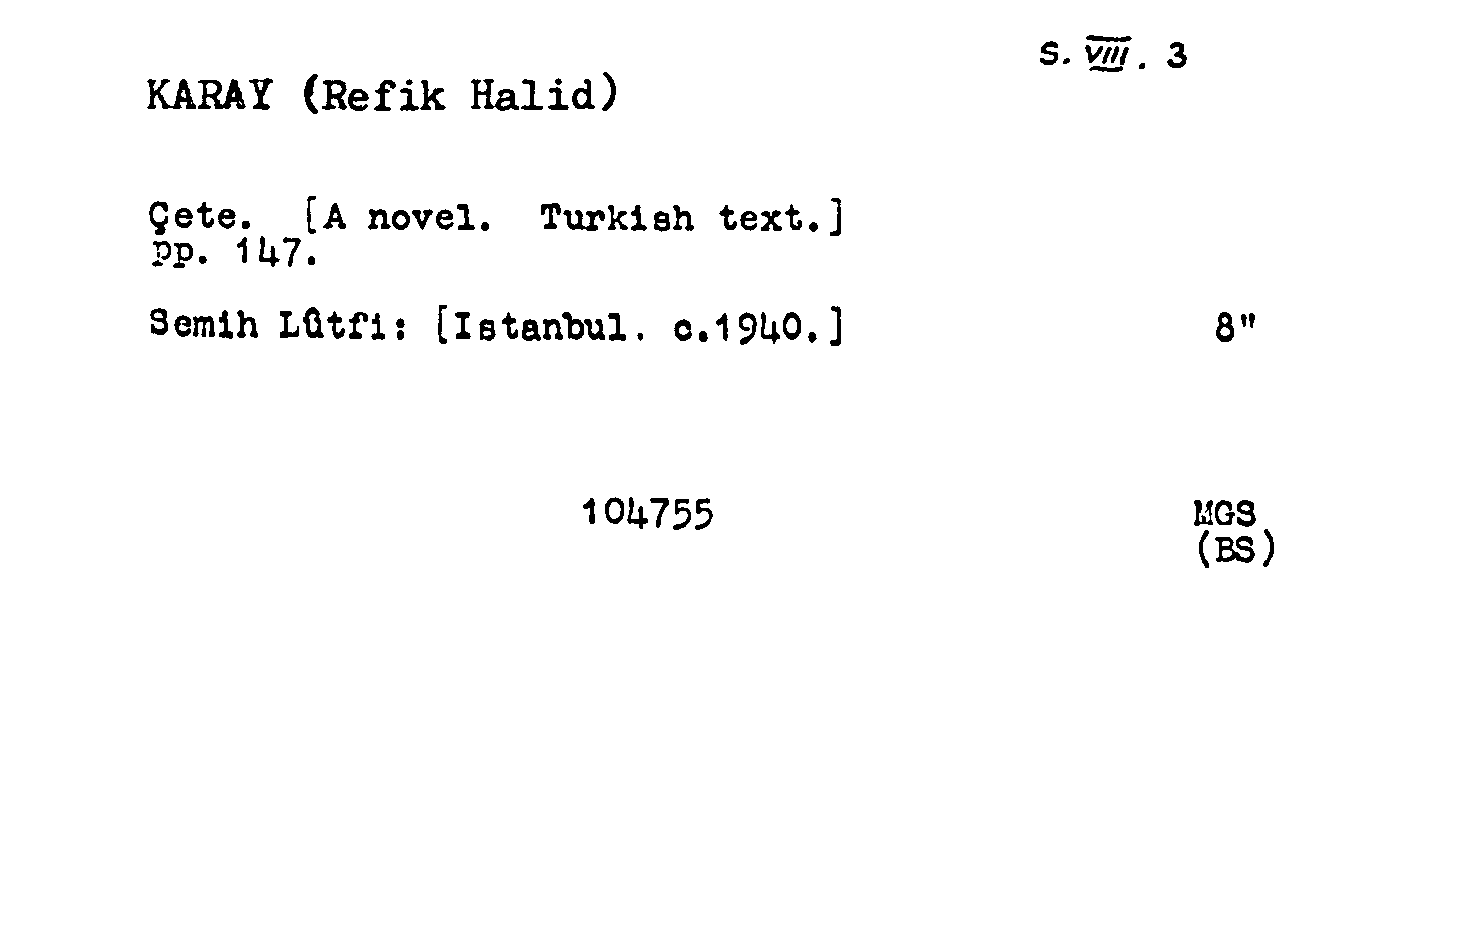 S. VIII. 3
KARAY (Refik Halid)
Çete. [A novel. Turkish text.]
pp. 147.
Semih Lûtfi: [Istanbul. c.1940.] 8"
104755 MGS
(BS)